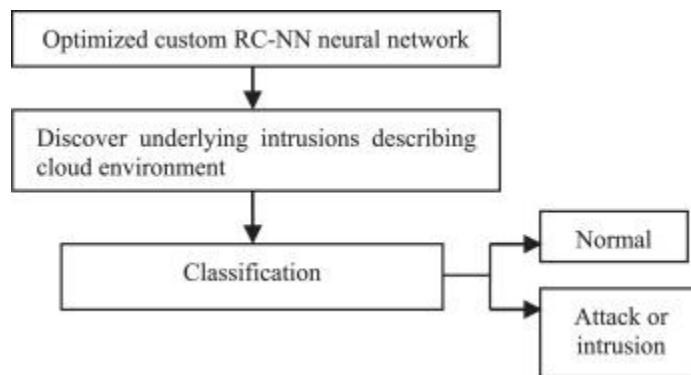 Optimized custom RC-NN neural network
Discover underlying intrusions describing
cloud environment
Classification
Normal
Attack or
intrusion